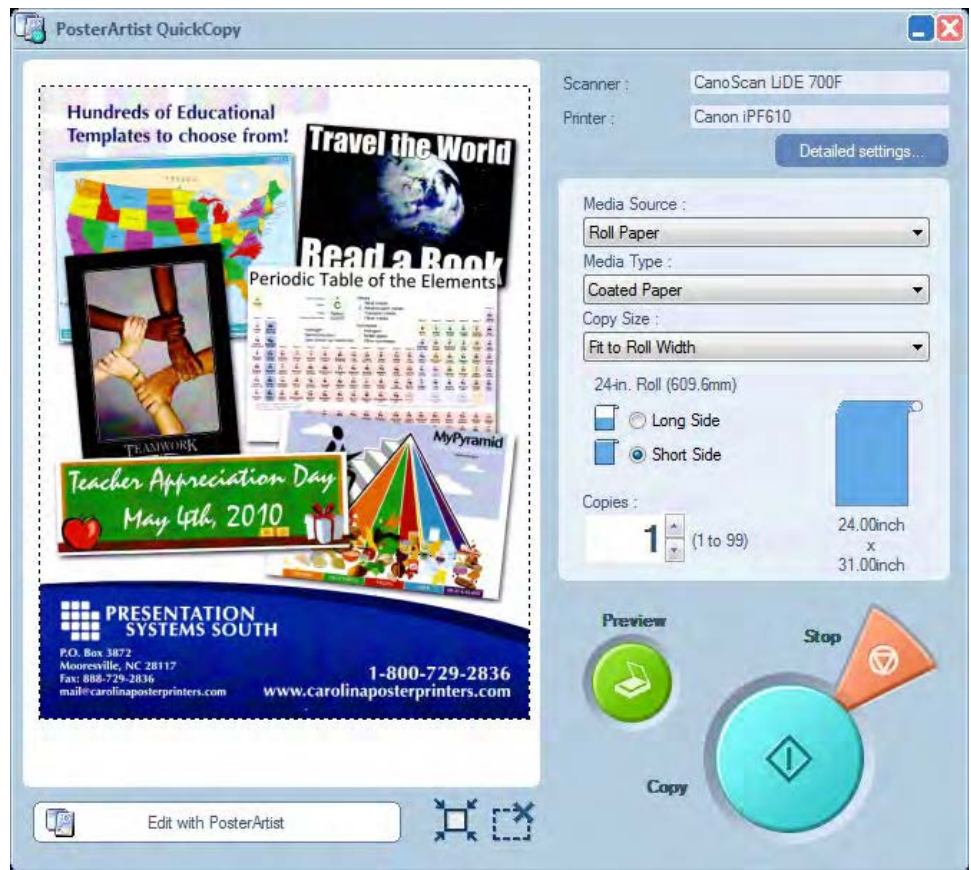 PosterArtist QuickCopy
Hundreds of Educational
Templates to choose from!
Travel the World
Read a Book
Periodic Table of the Elements
C
TEAMWORK
MyPyramid
Teacher Appreciation Day
May 4th, 2010
PRESENTATION
SYSTEMS SOUTH
P.O. Box 3872
Mooresville, NC 28117
Fax: 888-729-2836
mail@carolinaposterprinters.com
1-800-729-2836
www.carolinaposterprinters.com
Edit with PosterArtist
Scanner :
CanoScan LiDE 700F
Printer :
Canon iPF610
Detailed settings...
Media Source :
Roll Paper
Media Type :
Coated Paper
Copy Size :
Fit to Roll Width
24-in. Roll (609.6mm)
Long Side
Short Side
Copies :
1
(1 to 99)
24.00inch
x
31.00inch
Preview
Stop
Copy